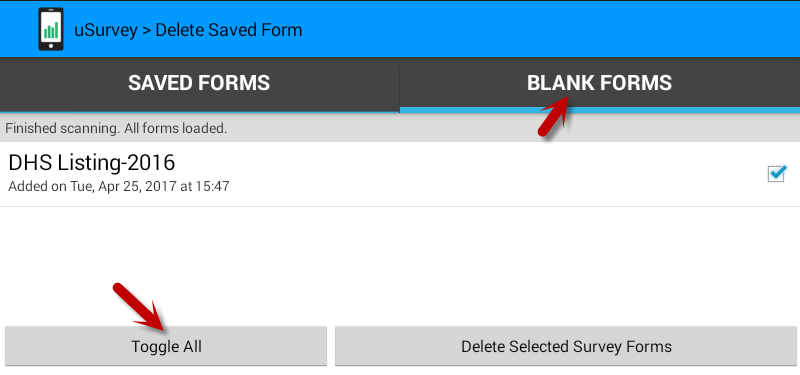 uSurvey > Delete Saved Form
SAVED FORMS
BLANK FORMS
Finished scanning. All forms loaded.
DHS Listing-2016
Added on Tue, Apr 25, 2017 at 15:47
Toggle All
Delete Selected Survey Forms